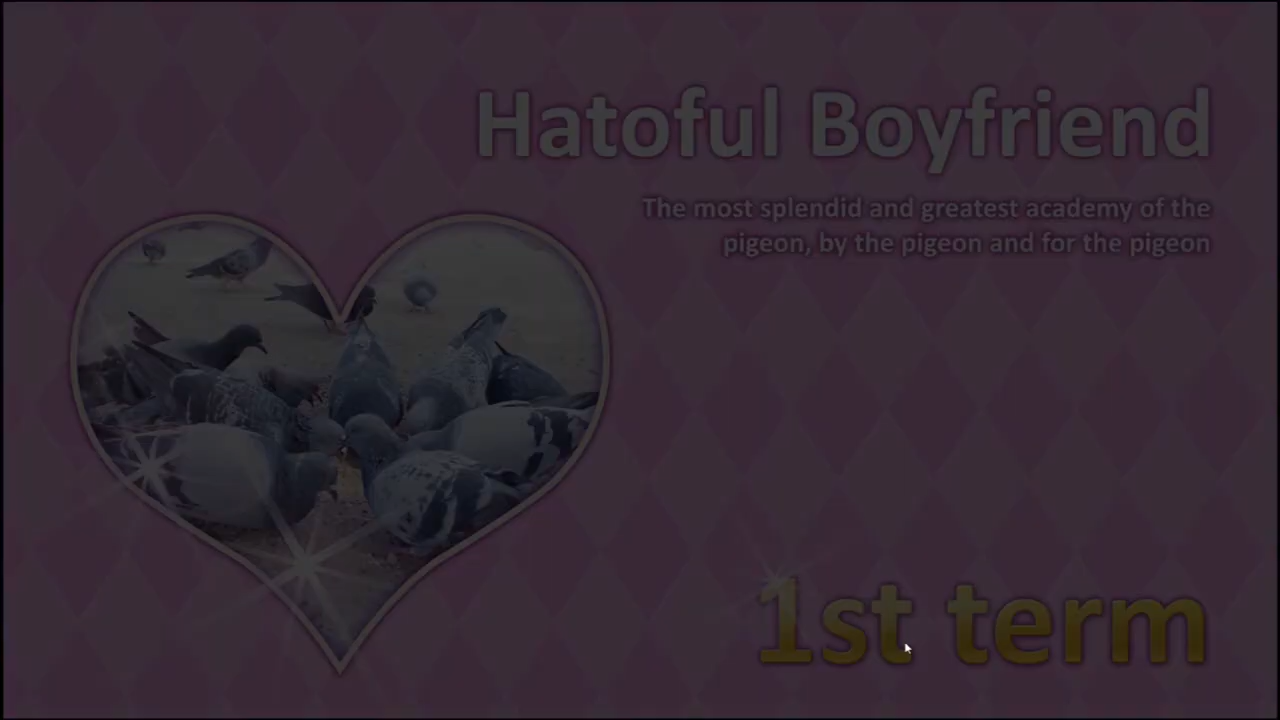 Hatoful Boyfriend
The most splendid and greatest academy of the
pigeon, by the pigeon and for the pigeon
1st term